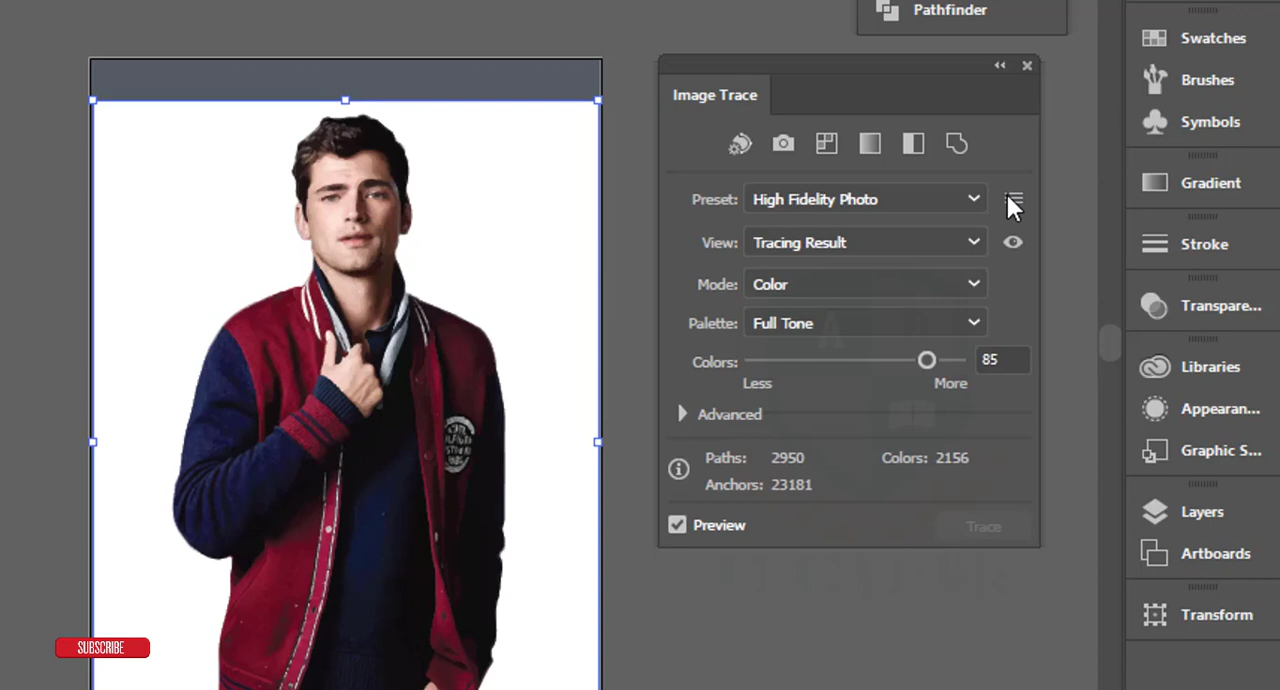 Pathfinder
Image Trace
Preset: High Fidelity Photo
View: Tracing Result
Mode: Color
Palette: Full Tone
Colors: 85
Less More
Advanced
Paths: 2950 Colors: 2156
Anchors: 23181
Preview Trace
Swatches
Brushes
Symbols
Gradient
Stroke
Transpare...
Libraries
Appearan...
Graphic S...
Layers
Artboards
Transform
SUBSCRIBE